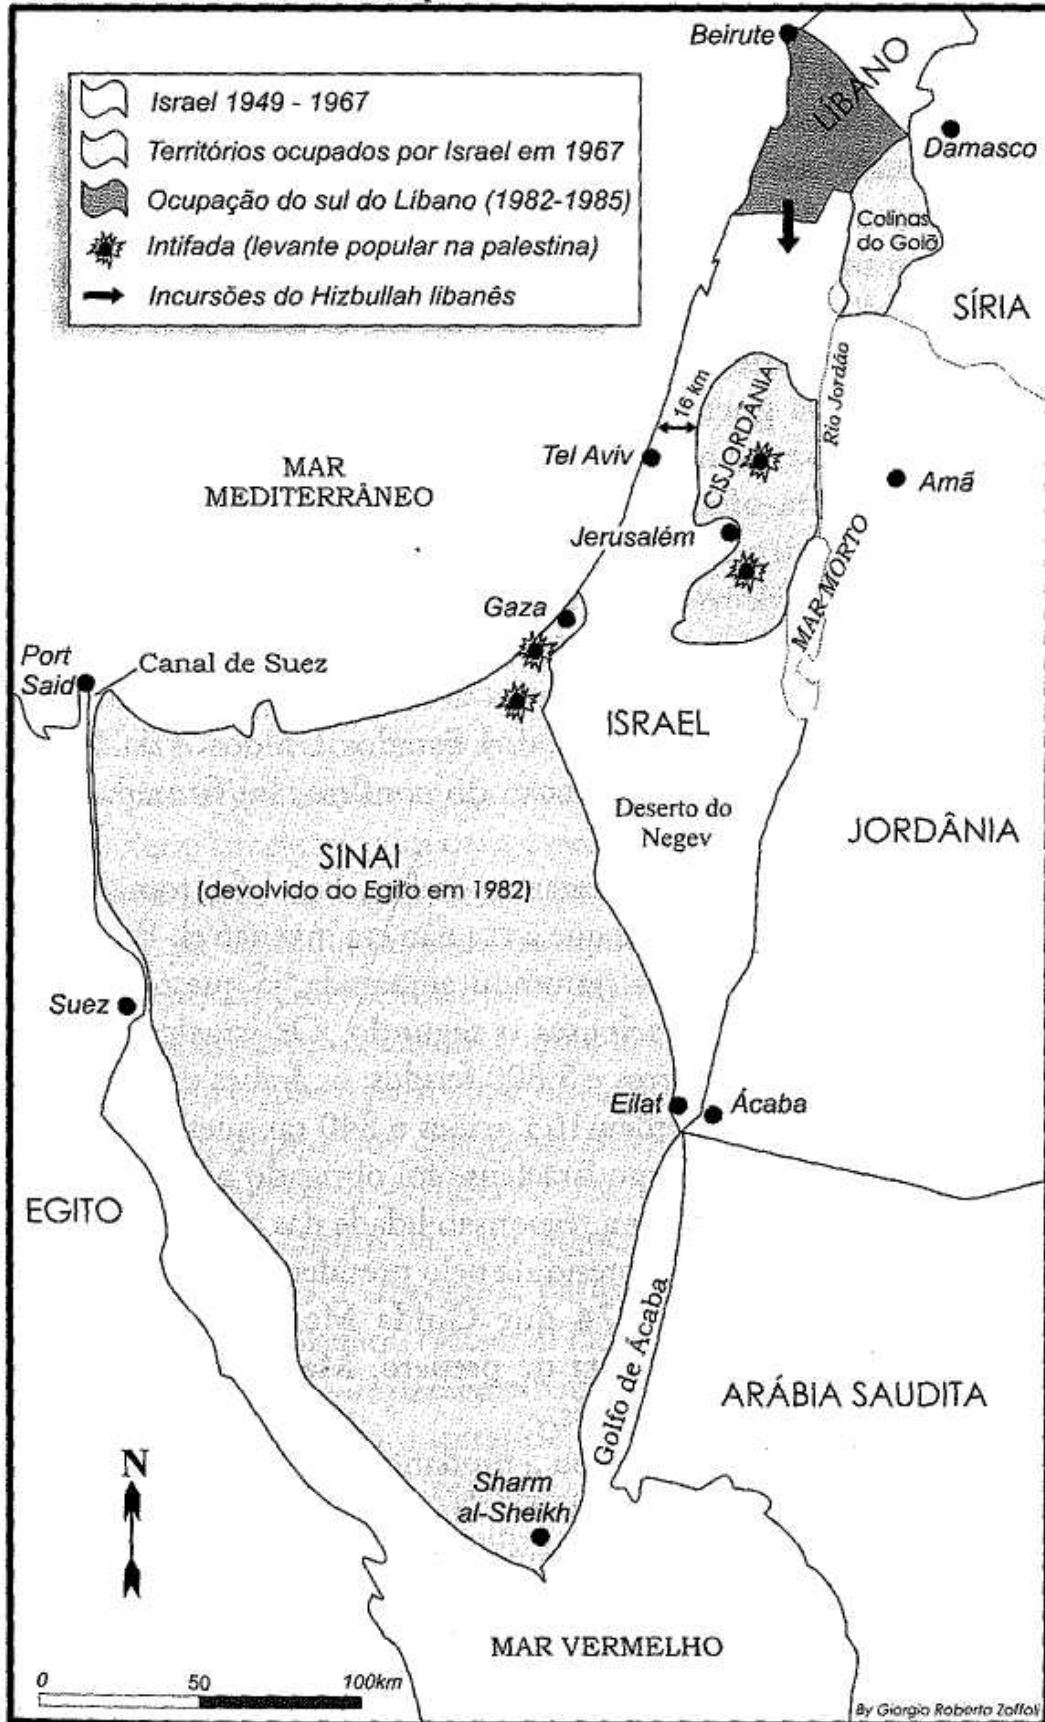 Israel 1949 - 1967
Territórios ocupados por Israel em 1967
Ocupação do sul do Líbano (1982-1985)
Intifada (levante popular na palestina)
Incursões do Hizbullah libanês
Beirute
LÍBANO
Damasco
Colinas
do Golã
SÍRIA
Rio Jordão
16 km
CISJORDÂNIA
Tel Aviv
Amã
MAR
MEDITERRÂNEO
Jerusalém
MAR MORTO
Gaza
Port
Said
Canal de Suez
ISRAEL
Deserto do
Negev
JORDÂNIA
SINAI
(devolvido ao Egito em 1982)
Suez
Eilat
Ácaba
EGITO
Golfo de Ácaba
ARÁBIA SAUDITA
N
Sharm
al-Sheikh
MAR VERMELHO
0 50 100km
By Giorgio Roberto Zoffoli